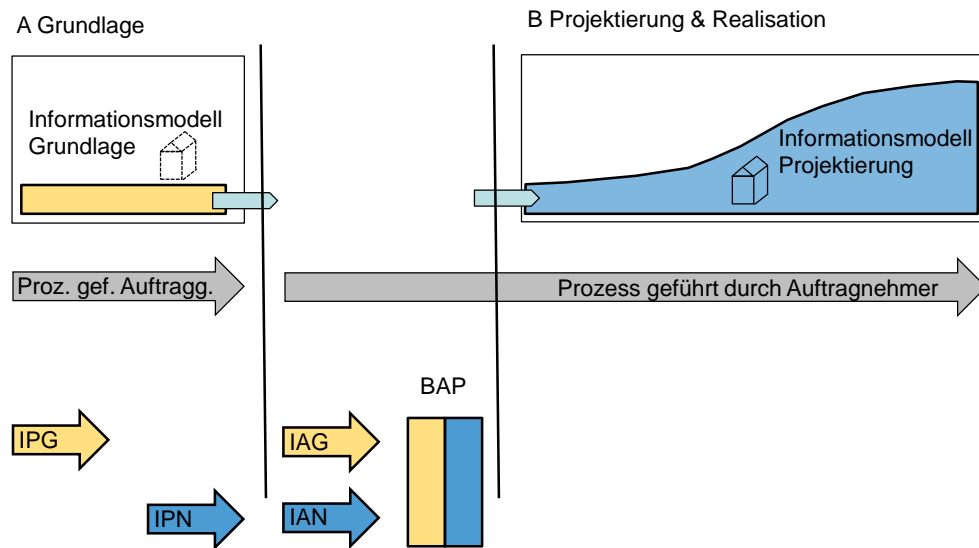 A Grundlage
B Projektierung & Realisation
Informationsmodell
Grundlage
Informationsmodell
Projektierung
Proz. gef. Auftragg.
Prozess geführt durch Auftragnehmer
BAP
IPG
IAG
IPN
IAN